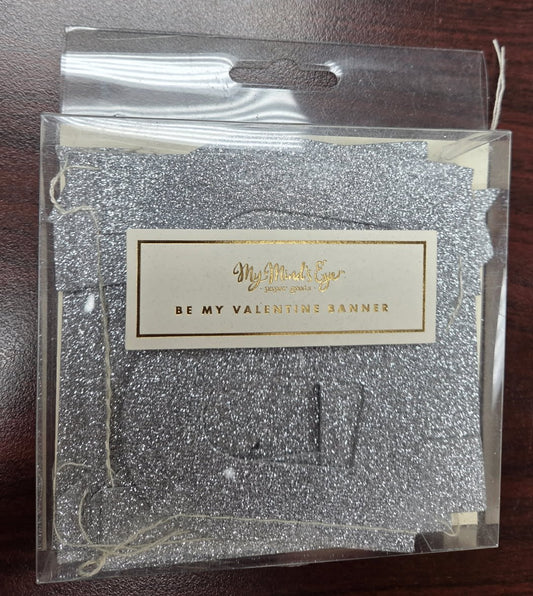 My Mind's Eye
- paper goods -
BE MY VALENTINE BANNER